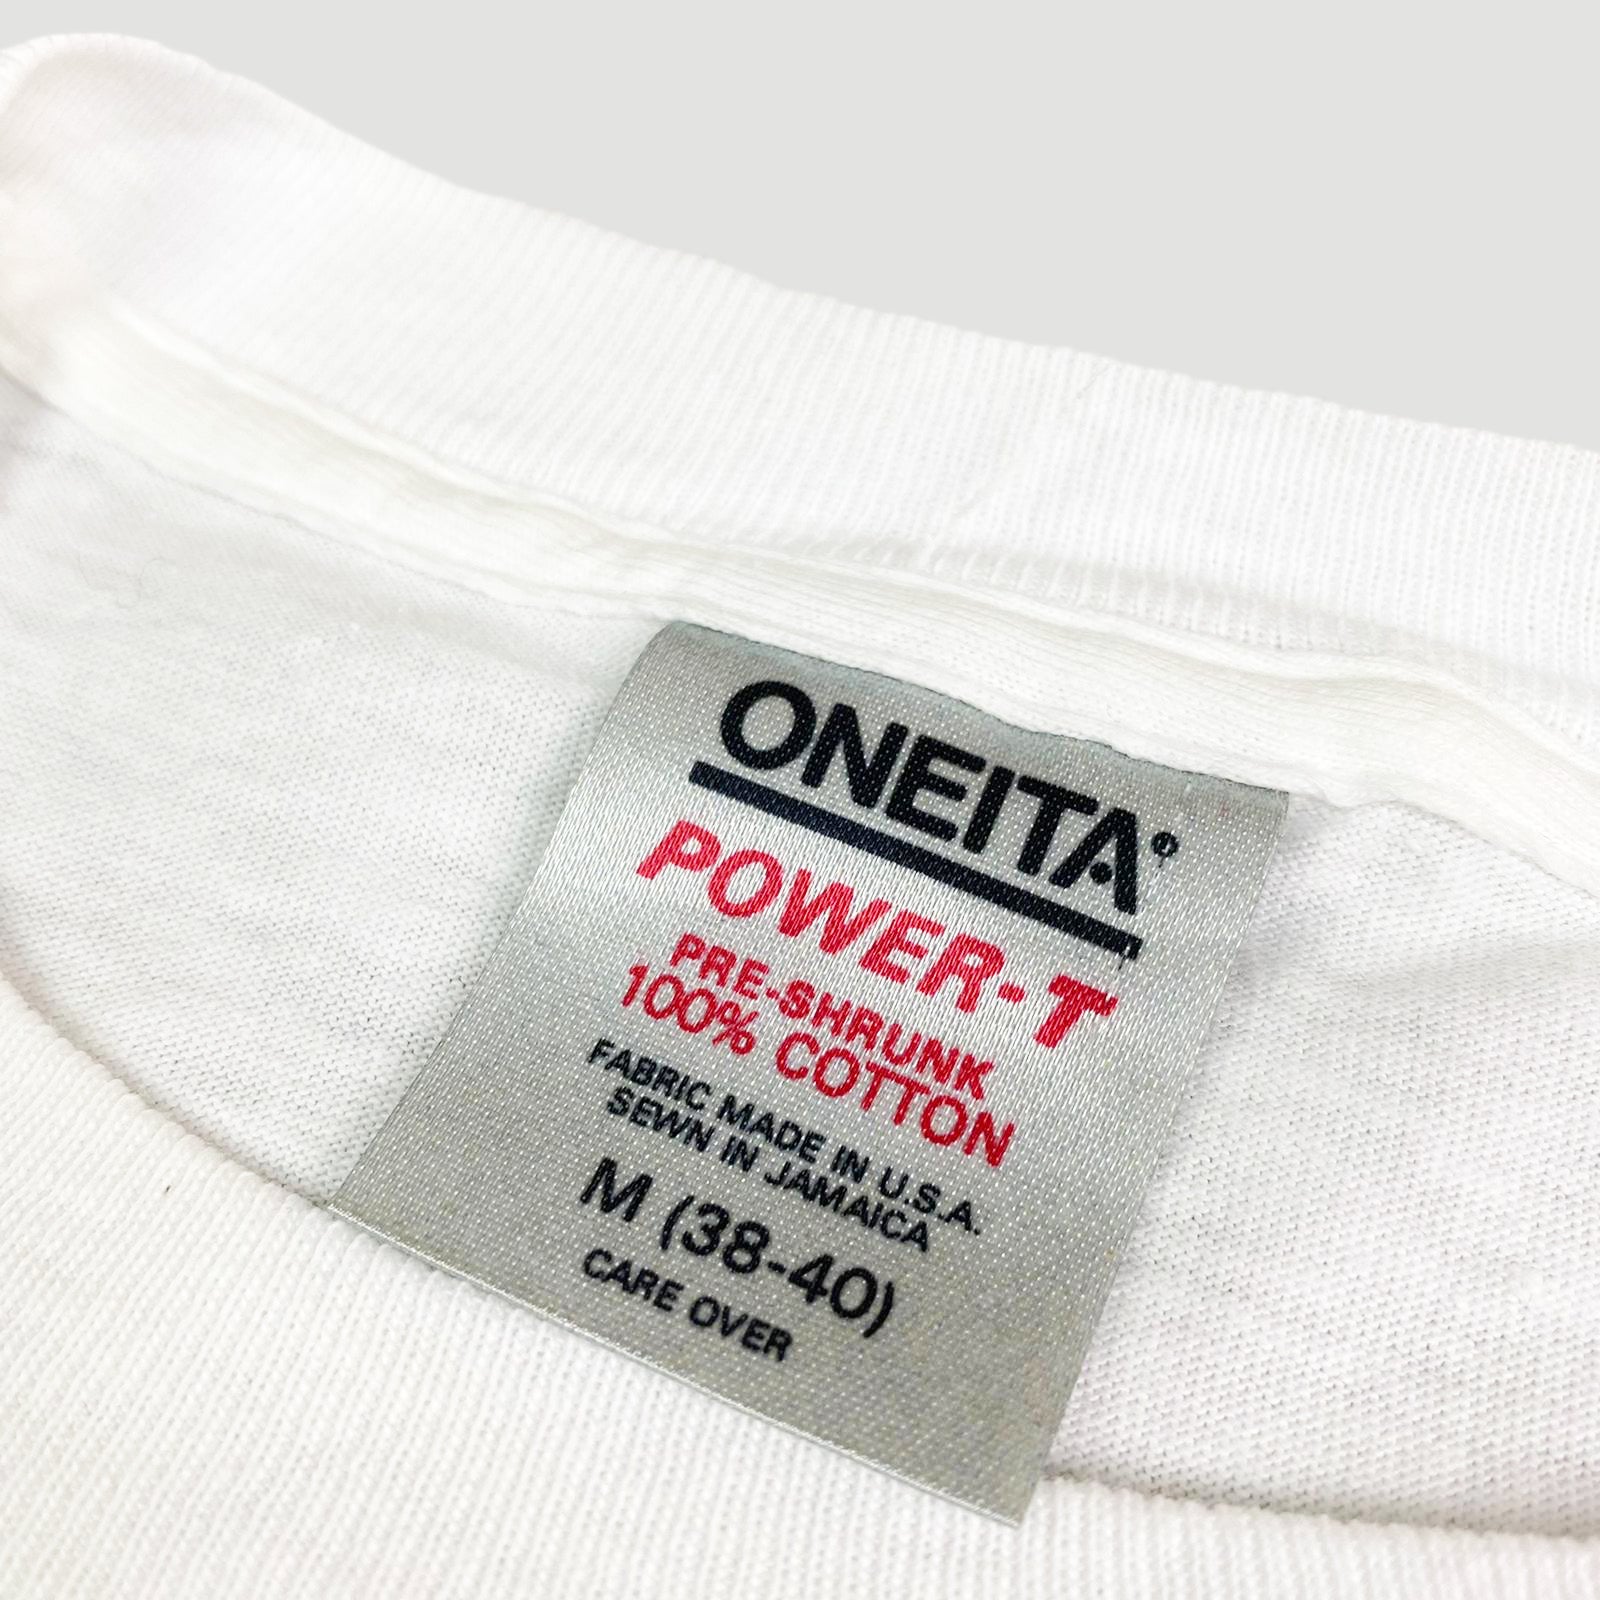 ONEITA®
POWER-T
PRE-SHRUNK
100% COTTON
FABRIC MADE IN U.S.A.
SEWN IN JAMAICA
M (38-40)
CARE OVER